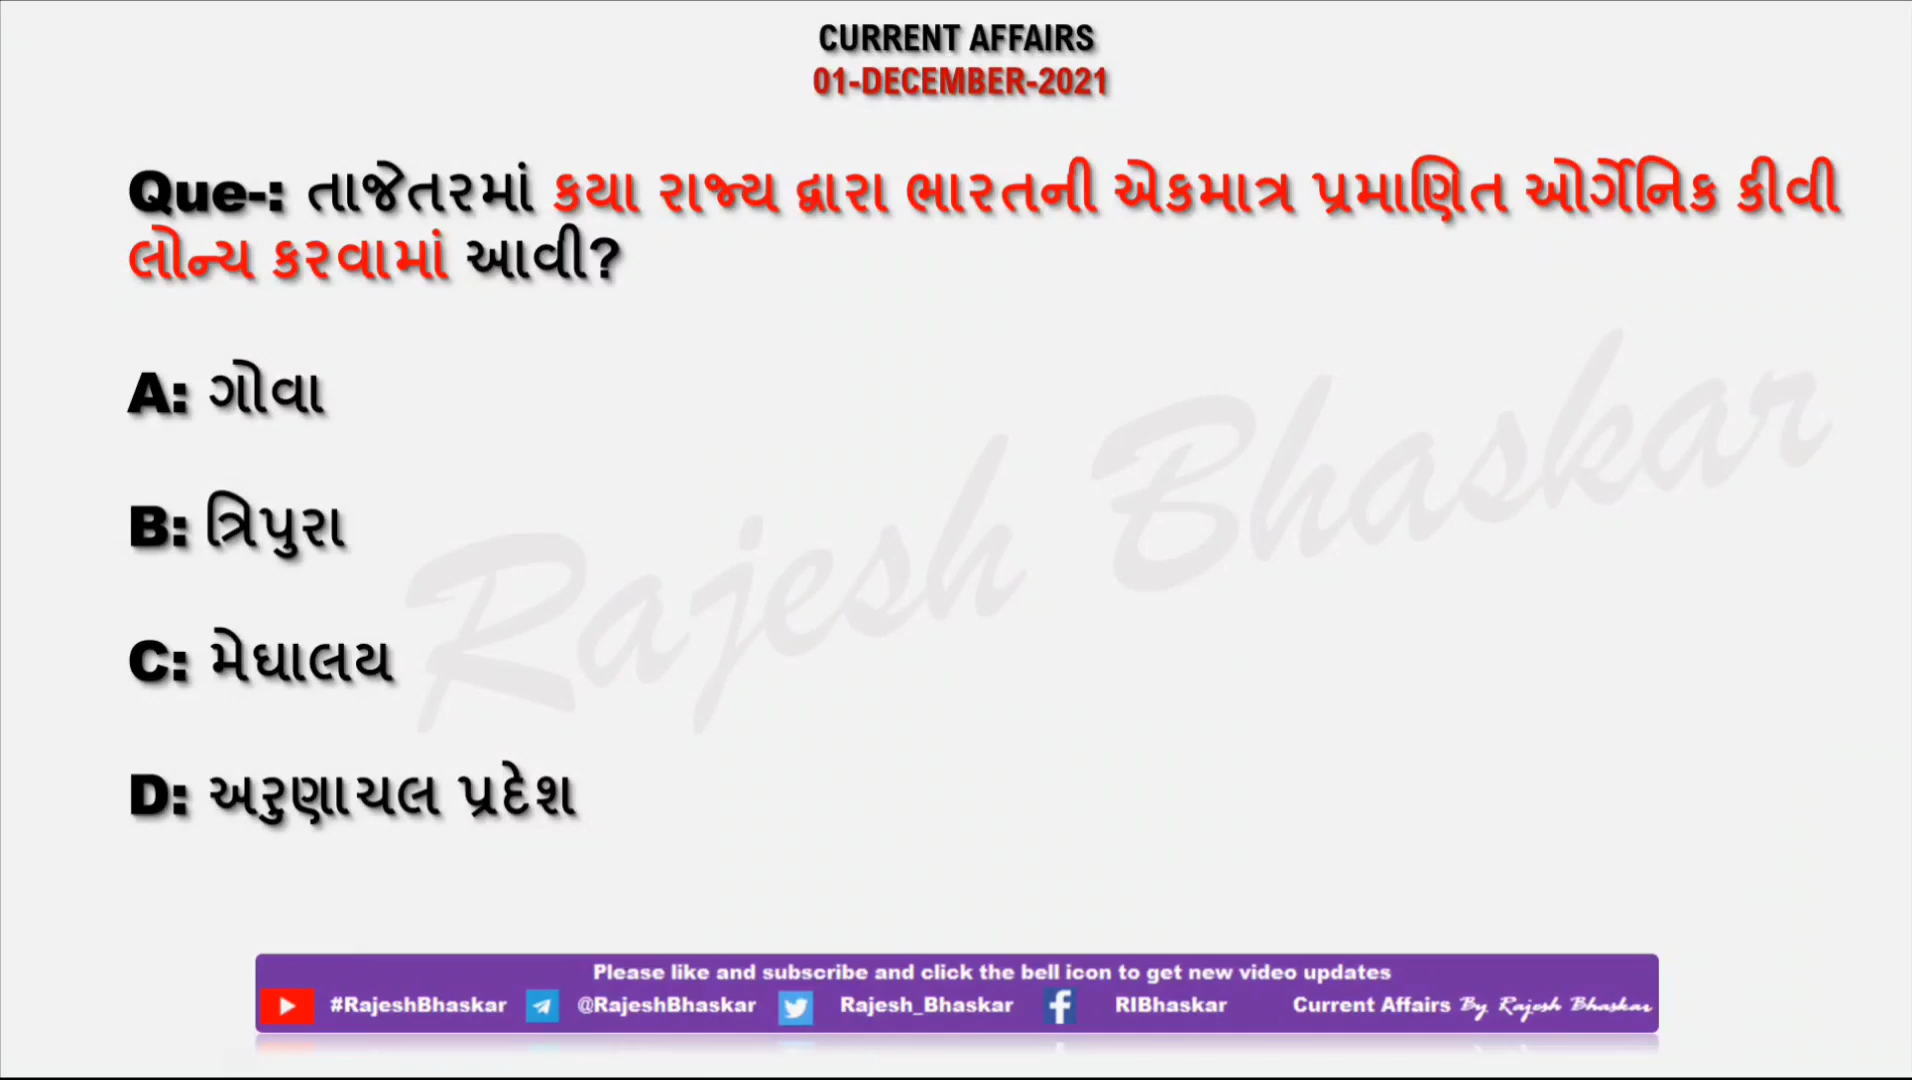 CURRENT AFFAIRS
01-DECEMBER-2021
Que-: તાજેતરમાં કયા રાજ્ય દ્વારા ભારતની એકમાત્ર પ્રમાણિત ઓર્ગેનિક કીવી
લોન્ચ કરવામાં આવી?
A: ગોવા
B: ત્રિપુરા
C: મેઘાલય
D: અરુણાચલ પ્રદેશ
Rajesh Bhaskar
Please like and subscribe and click the bell icon to get new video updates
#RajeshBhaskar @RajeshBhaskar Rajesh_Bhaskar RIBhaskar Current Affairs By Rajesh Bhaskar